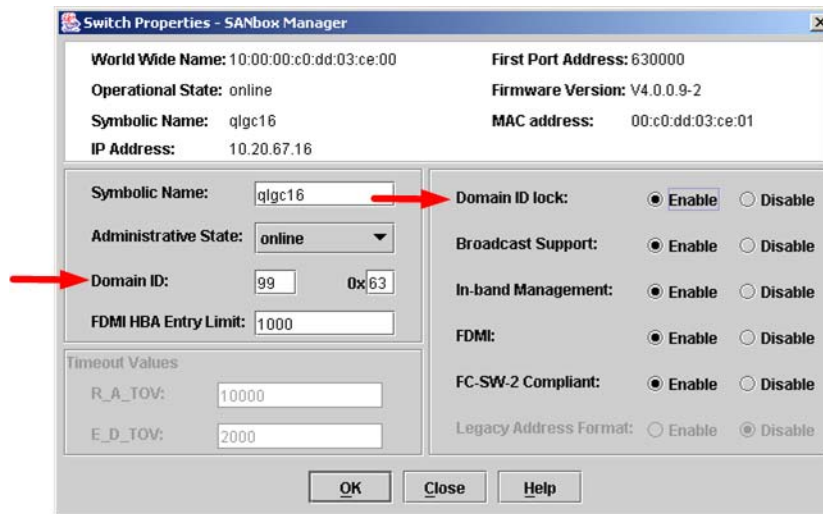 Switch Properties - SANbox Manager
World Wide Name: 10:00:00:c0:dd:03:ce:00 First Port Address: 630000
Operational State: online Firmware Version: V4.0.0.9-2
Symbolic Name: qlgc16 MAC address: 00:c0:dd:03:ce:01
IP Address: 10.20.67.16
Symbolic Name: qlgc16
Administrative State: online
Domain ID: 99 0x 63
FDMI HBA Entry Limit: 1000
Timeout Values
R_A_TOV: 10000
E_D_TOV: 2000
Domain ID lock: Enable Disable
Broadcast Support: Enable Disable
In-band Management: Enable Disable
FDMI: Enable Disable
FC-SW-2 Compliant: Enable Disable
Legacy Address Format: Enable Disable
OK Close Help